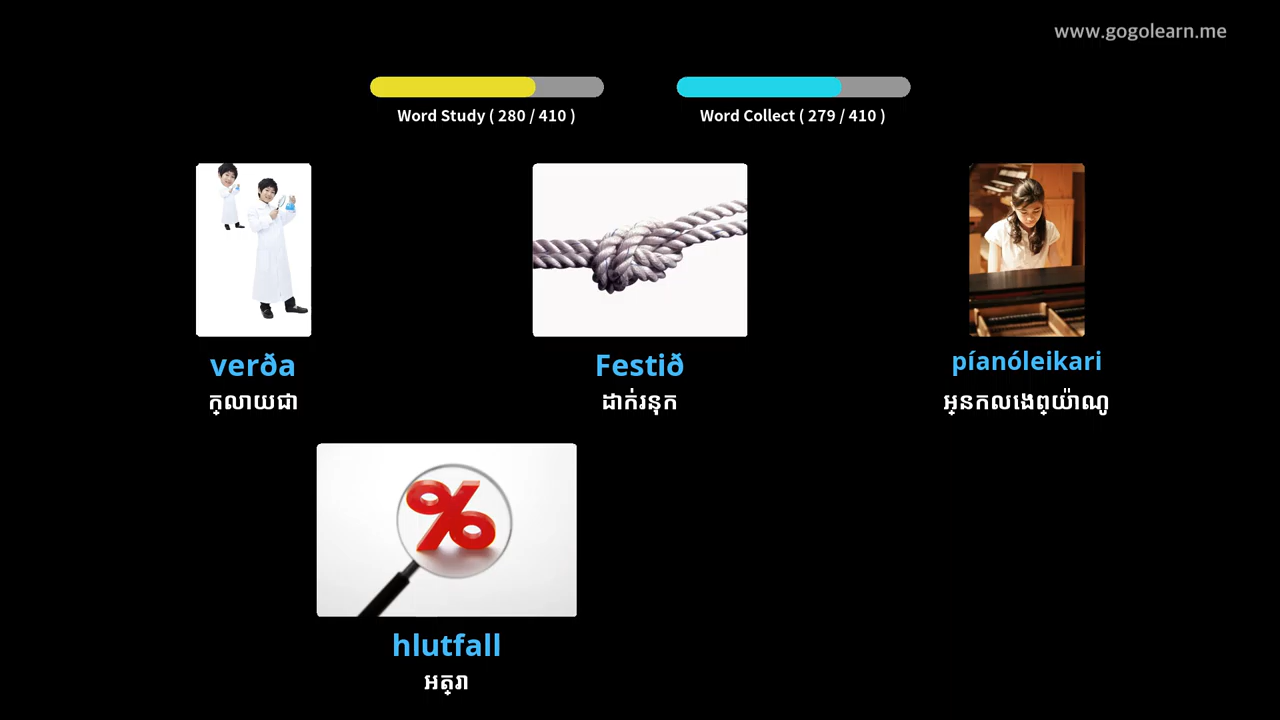 www.gogolearn.me
Word Study ( 280 / 410 )
Word Collect ( 279 / 410 )
verða
ក្លាយជា
Festið
ដាក់រនុក
píanóleikari
អ្នកលេងព្យ៉ាណូ
hlutfall
អត្រា